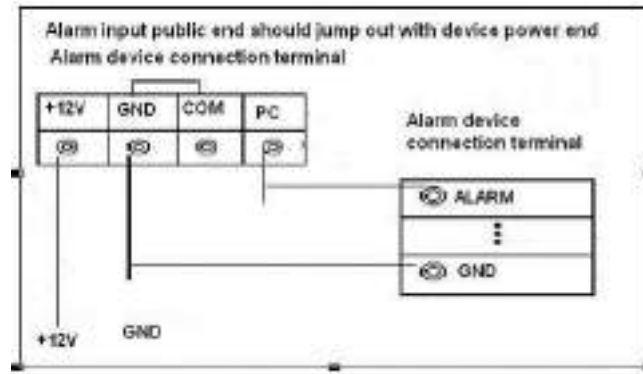 Alarm input public end should jump out with device power end
Alarm device connection terminal
+12V GND COM PC
Alarm device
connection terminal
ALARM
GND
+12V GND